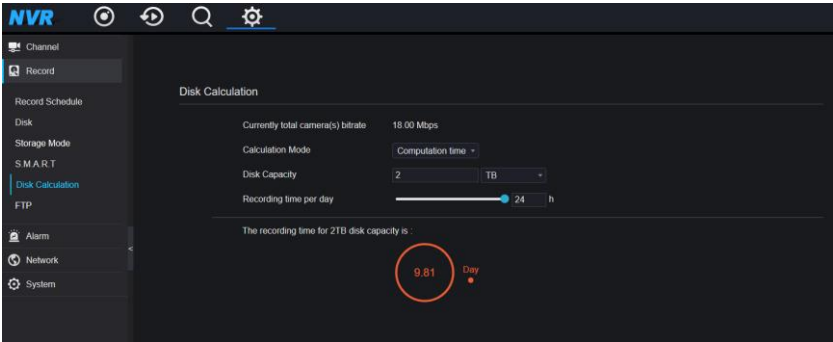 NVR
Channel
Record
Record Schedule
Disk
Storage Mode
S.M.A.R.T
Disk Calculation
FTP
Alarm
Network
System
Disk Calculation
Currently total camera(s) bitrate 18.00 Mbps
Calculation Mode Computation time
Disk Capacity 2 TB
Recording time per day 24 h
The recording time for 2TB disk capacity is :
9.81 Day